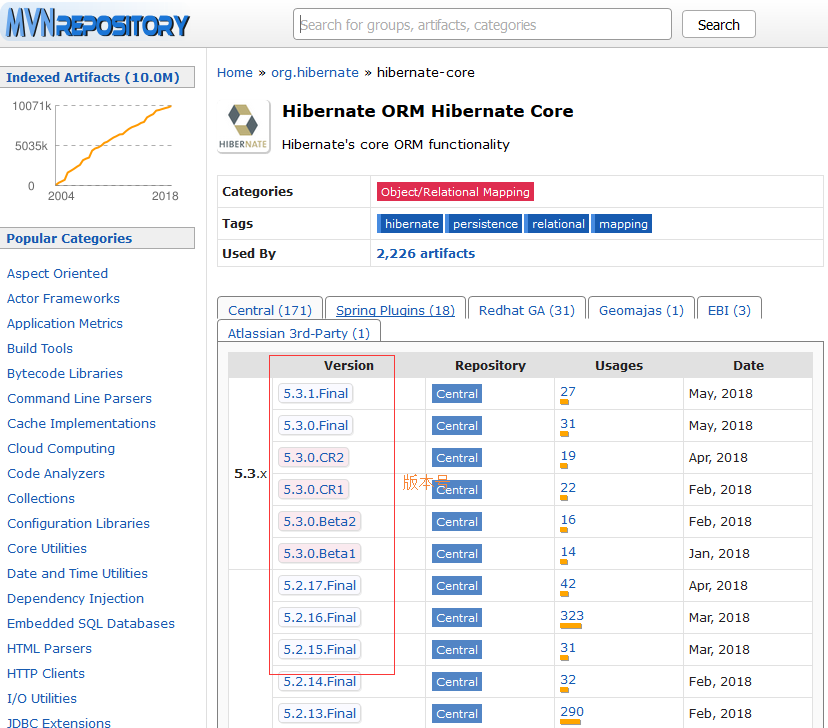 MVNREPOSITORY
Search for groups, artifacts, categories
Search
Indexed Artifacts (10.0M)
10071k
5035k
0
2004 2018
Popular Categories
Aspect Oriented
Actor Frameworks
Application Metrics
Build Tools
Bytecode Libraries
Command Line Parsers
Cache Implementations
Cloud Computing
Code Analyzers
Collections
Configuration Libraries
Core Utilities
Date and Time Utilities
Dependency Injection
Embedded SQL Databases
HTML Parsers
HTTP Clients
I/O Utilities
JDBC Extensions
Home » org.hibernate » hibernate-core
HIBERNATE
Hibernate ORM Hibernate Core
Hibernate's core ORM functionality
Categories Object/Relational Mapping
Tags hibernate persistence relational mapping
Used By 2,226 artifacts
Central (171) Spring Plugins (18) Redhat GA (31) Geomajas (1) EBI (3)
Atlassian 3rd-Party (1)
Version Repository Usages Date
5.3.1.Final Central 27 May, 2018
5.3.0.Final Central 31 May, 2018
5.3.0.CR2 Central 19 Apr, 2018
5.3.x
版本号
5.3.0.CR1 Central 22 Feb, 2018
5.3.0.Beta2 Central 16 Feb, 2018
5.3.0.Beta1 Central 14 Jan, 2018
5.2.17.Final Central 42 Apr, 2018
5.2.16.Final Central 323 Mar, 2018
5.2.15.Final Central 31 Mar, 2018
5.2.14.Final Central 32 Feb, 2018
5.2.13.Final Central 290 Feb, 2018